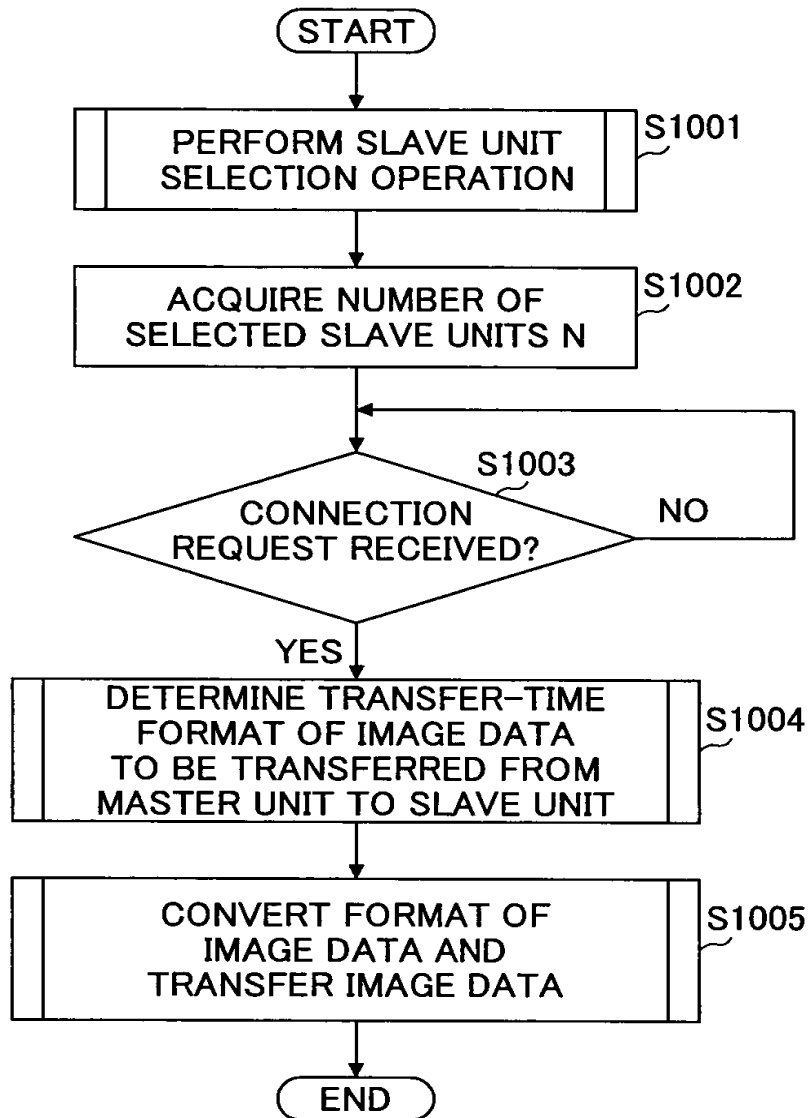 START
PERFORM SLAVE UNIT
SELECTION OPERATION
S1001
ACQUIRE NUMBER OF
SELECTED SLAVE UNITS N
S1002
S1003
CONNECTION
REQUEST RECEIVED?
NO
YES
DETERMINE TRANSFER-TIME
FORMAT OF IMAGE DATA
TO BE TRANSFERRED FROM
MASTER UNIT TO SLAVE UNIT
S1004
CONVERT FORMAT OF
IMAGE DATA AND
TRANSFER IMAGE DATA
S1005
END